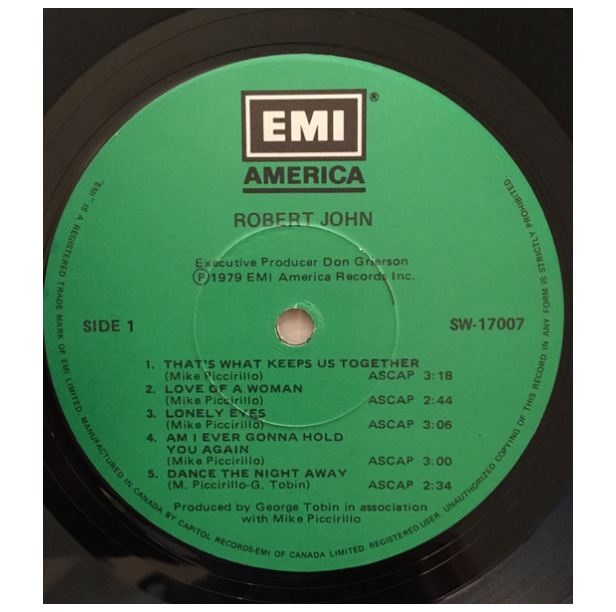 EMI®
AMERICA
ROBERT JOHN
Executive Producer Don Grierson
Ⓟ1979 EMI America Records Inc.
SIDE 1
SW-17007
1. THAT'S WHAT KEEPS US TOGETHER
(Mike Piccirillo) ASCAP 3:18
2. LOVE OF A WOMAN
(Mike Piccirillo) ASCAP 2:44
3. LONELY EYES
(Mike Piccirillo) ASCAP 3:06
4. AM I EVER GONNA HOLD
YOU AGAIN
(Mike Piccirillo) ASCAP 3:00
5. DANCE THE NIGHT AWAY
(M. Piccirillo-G. Tobin) ASCAP 2:34
Produced by George Tobin in association
with Mike Piccirillo
"EMI" IS A REGISTERED TRADE MARK OF EMI LIMITED. MANUFACTURED IN CANADA BY CAPITOL RECORDS-EMI OF CANADA LIMITED. REGISTERED USER. UNAUTHORIZED COPYING OF THIS RECORD IN ANY FORM IS STRICTLY PROHIBITED.